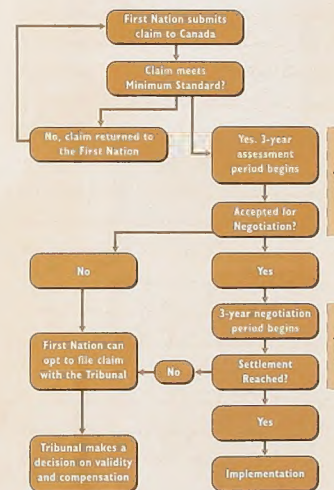 First Nation submits
claim to Canada
Claim meets
Minimum Standard?
No, claim returned to
the First Nation
Yes. 3-year
assessment
period begins
Accepted for
Negotiation?
No
Yes
3-year negotiation
period begins
First Nation can
opt to file claim
with the Tribunal
No
Settlement
Reached?
Yes
Tribunal makes a
decision on validity
and compensation
Implementation